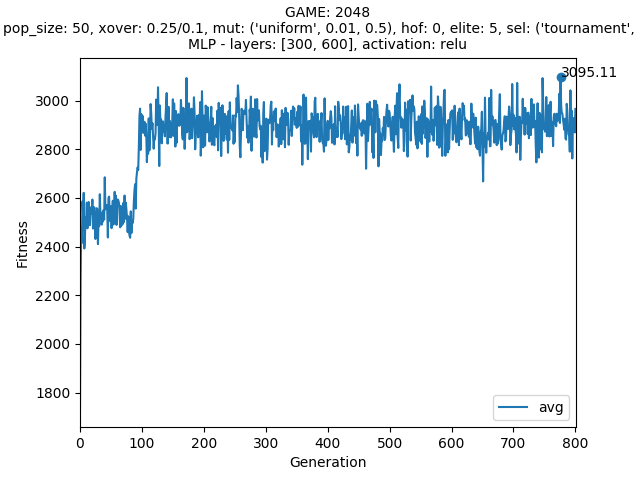 GAME: 2048
pop_size: 50, xover: 0.25/0.1, mut: ('uniform', 0.01, 0.5), hof: 0, elite: 5, sel: ('tournament',
MLP - layers: [300, 600], activation: relu
3095.11
3000
2800
2600
2400
2200
2000
1800
Fitness
avg
0 100 200 300 400 500 600 700 800
Generation